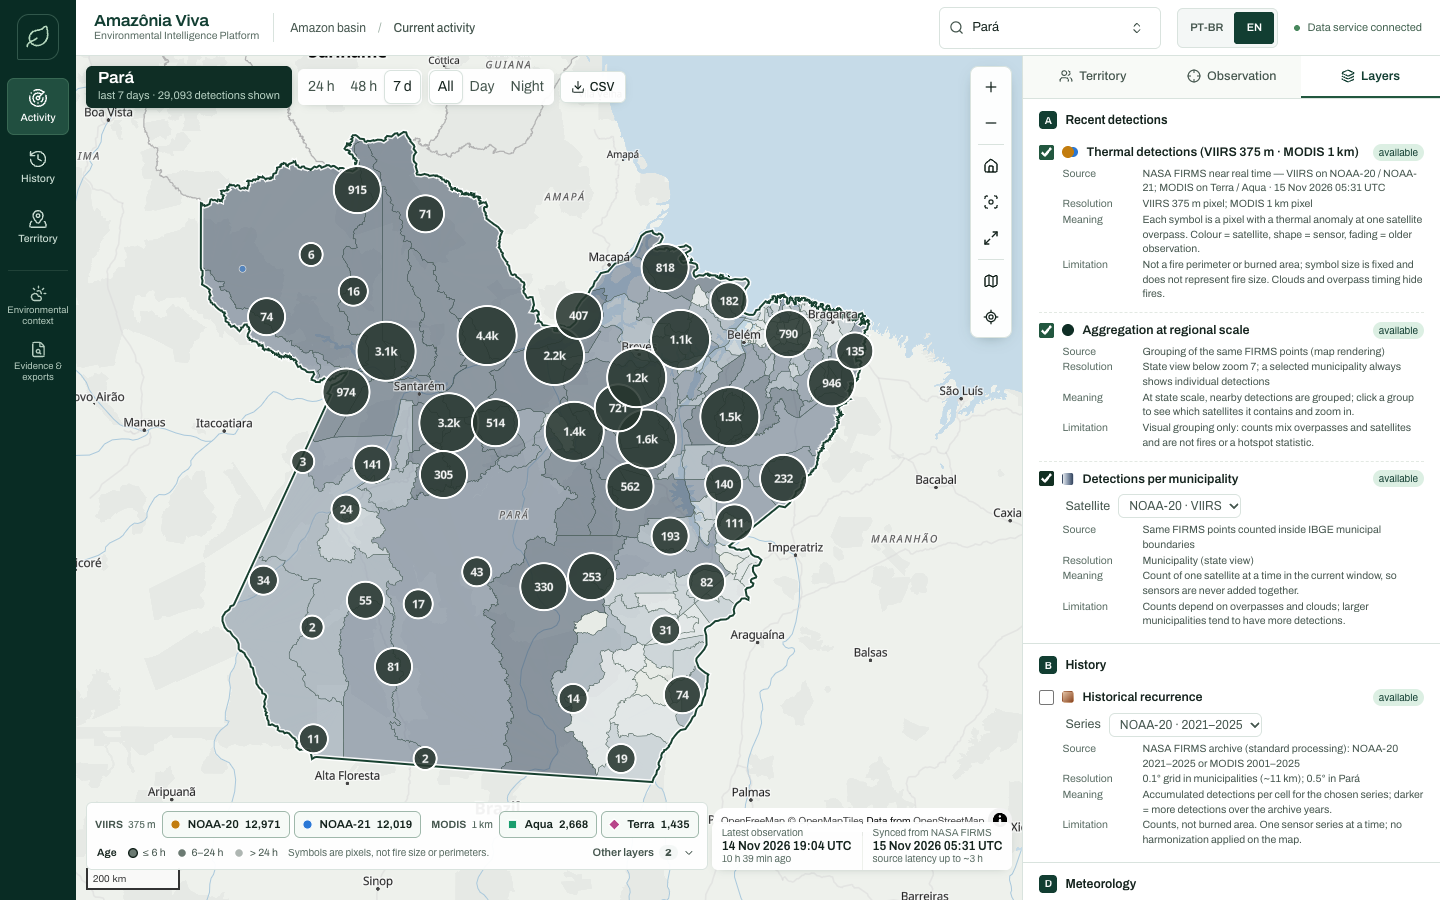 Amazônia Viva
Environmental Intelligence Platform
Amazon basin / Current activity
Pará
PT-BR EN
Data service connected
Activity
History
Territory
Environmental
context
Evidence &
exports
Pará
last 7 days · 29,093 detections shown
24 h 48 h 7 d
All Day Night
CSV
Cottica
GUIANA
Boa Vista
Amapá
AMAPÁ
Macapá
Belém
Bragança
Santarém
São Luís
Manaus
Itacoatiara
Bacabal
PARÁ
Imperatriz
MARANHÃO
Araguaína
Balsas
Alta Floresta
Aripuanã
Palmas
Brazil
Sinop
Barreiras
915
71
6
16
74
818
182
407
4.4k
3.1k
2.2k
1.1k
790
135
1.2k
946
974
721
3.2k
514
1.4k
1.6k
1.5k
3
141
305
562
140
232
24
193
111
34
43
330
253
82
55
17
2
31
81
14
74
11
2
19
VIIRS 375 m NOAA-20 12,971 NOAA-21 12,019 MODIS 1 km Aqua 2,668 Terra 1,435
Age ≤ 6 h 6–24 h > 24 h Symbols are pixels, not fire size or perimeters. Other layers 2
200 km
OpenFreeMap © OpenMapTiles Data from OpenStreetMap
Latest observation
14 Nov 2026 19:04 UTC
10 h 39 min ago
Synced from NASA FIRMS
15 Nov 2026 05:31 UTC
source latency up to ~3 h
Territory Observation Layers
A Recent detections
Thermal detections (VIIRS 375 m · MODIS 1 km) available
Source NASA FIRMS near real time — VIIRS on NOAA-20 / NOAA-
21; MODIS on Terra / Aqua · 15 Nov 2026 05:31 UTC
Resolution VIIRS 375 m pixel; MODIS 1 km pixel
Meaning Each symbol is a pixel with a thermal anomaly at one satellite
overpass. Colour = satellite, shape = sensor, fading = older
observation.
Limitation Not a fire perimeter or burned area; symbol size is fixed and
does not represent fire size. Clouds and overpass timing hide
fires.
Aggregation at regional scale available
Source Grouping of the same FIRMS points (map rendering)
Resolution State view below zoom 7; a selected municipality always
shows individual detections
Meaning At state scale, nearby detections are grouped; click a group
to see which satellites it contains and zoom in.
Limitation Visual grouping only: counts mix overpasses and satellites
and are not fires or a hotspot statistic.
Detections per municipality available
Satellite NOAA-20 · VIIRS
Source Same FIRMS points counted inside IBGE municipal
boundaries
Resolution Municipality (state view)
Meaning Count of one satellite at a time in the current window, so
sensors are never added together.
Limitation Counts depend on overpasses and clouds; larger
municipalities tend to have more detections.
B History
Historical recurrence available
Series NOAA-20 · 2021–2025
Source NASA FIRMS archive (standard processing): NOAA-20
2021–2025 or MODIS 2001–2025
Resolution 0.1° grid in municipalities (~11 km); 0.5° in Pará
Meaning Accumulated detections per cell for the chosen series; darker
= more detections over the archive years.
Limitation Counts, not burned area. One sensor series at a time; no
harmonization applied on the map.
D Meteorology